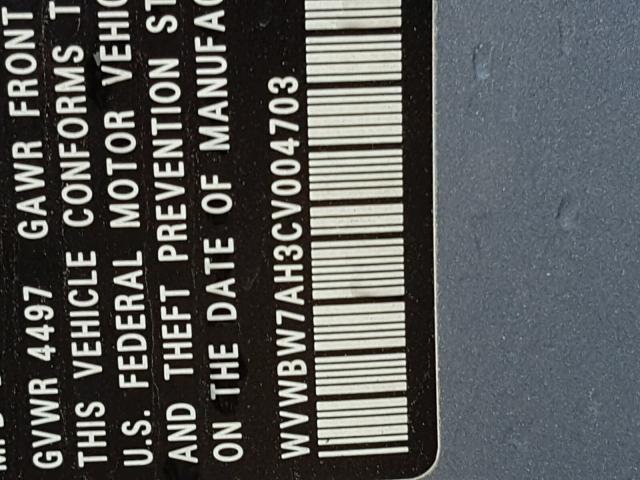 GVWR 4497 GAWR FRONT
THIS VEHICLE CONFORMS T
U.S. FEDERAL MOTOR VEHIC
AND THEFT PREVENTION ST
ON THE DATE OF MANUFAC
WVWBW7AH3CV004703